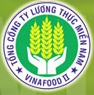 TỔNG CÔNG TY LƯƠNG THỰC MIỀN NAM
VINAFOOD II